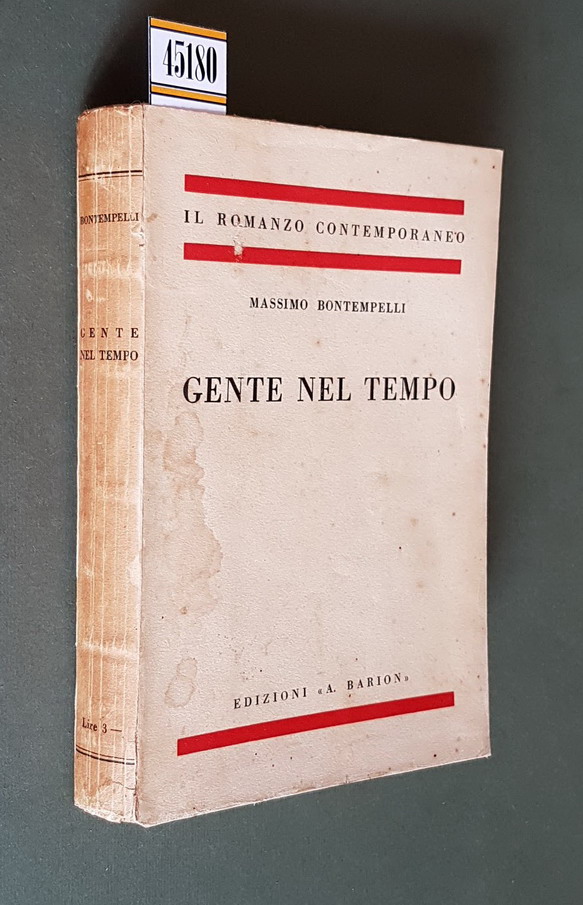 45180
IL ROMANZO CONTEMPORANEO
MASSIMO BONTEMPELLI
GENTE NEL TEMPO
EDIZIONI «A. BARION»
BONTEMPELLI
GENTE
NEL TEMPO
Lire 3 —